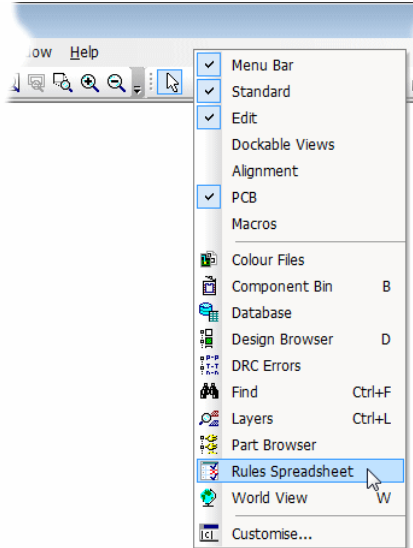 ow Help
Menu Bar
Standard
Edit
Dockable Views
Alignment
PCB
Macros
Colour Files
Component Bin B
Database
Design Browser D
DRC Errors
Find Ctrl+F
Layers Ctrl+L
Part Browser
Rules Spreadsheet
World View W
Customise...